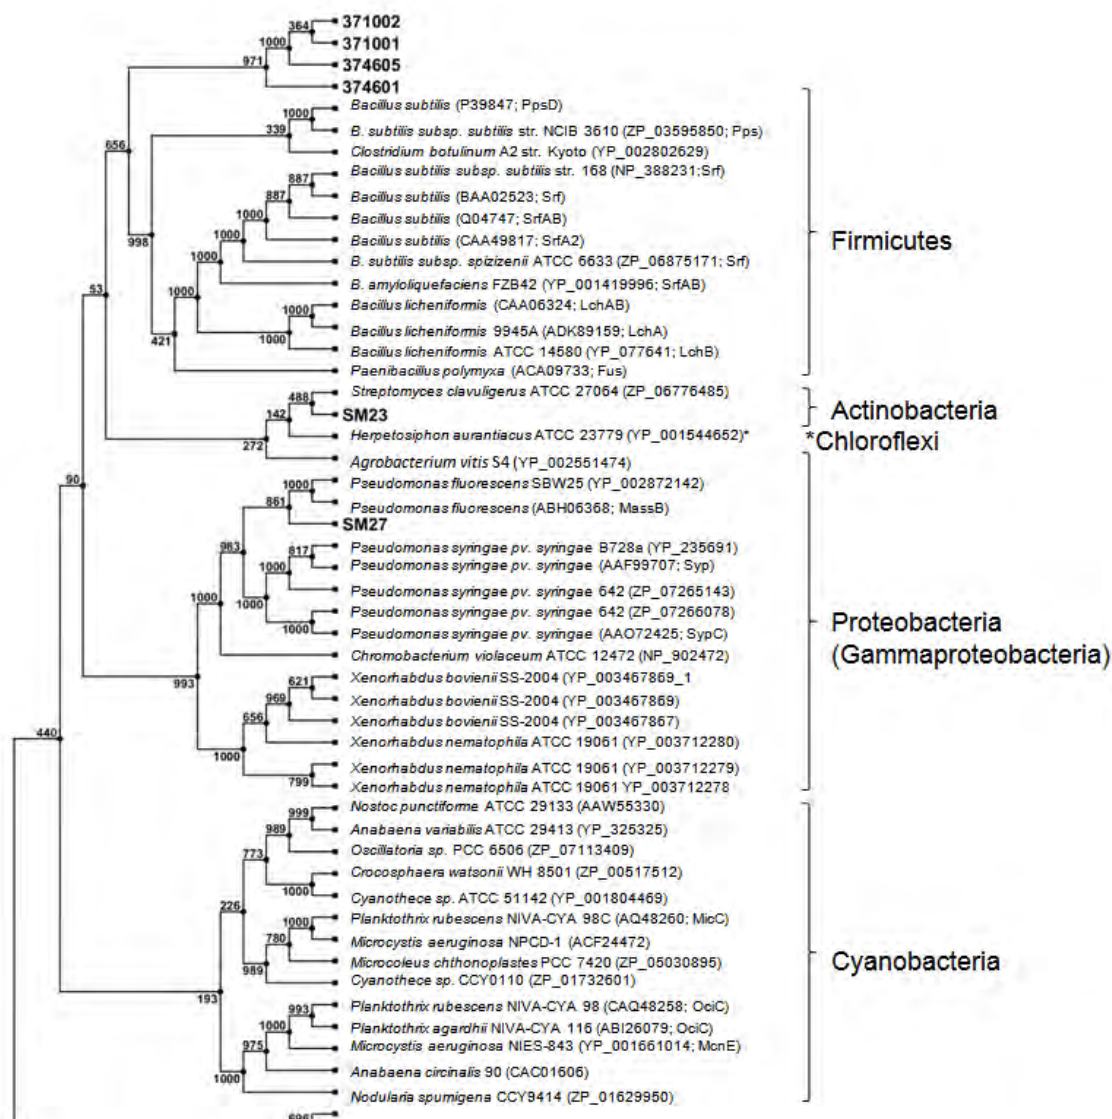 364
371002
1000
371001
971
374605
374601
1000
Bacillus subtilis (P39847; PpsD)
339
B. subtilis subsp. subtilis str. NCIB 3610 (ZP_03595850; Pps)
656
Clostridium botulinum A2 str. Kyoto (YP_002802629)
887
Bacillus subtilis subsp. subtilis str. 168 (NP_388231;Srf)
887
Bacillus subtilis (BAA02523; Srf)
1000
Bacillus subtilis (Q04747; SrfAB)
998
1000
Bacillus subtilis (CAA49817; SrfA2)
Firmicutes
1000
B. subtilis subsp. spizizenii ATCC 6633 (ZP_06875171; Srf)
53
1000
B. amyloliquefaciens FZB42 (YP_001419996; SrfAB)
1000
Bacillus licheniformis (CAA06324; LchAB)
421
1000
Bacillus licheniformis 9945A (ADK89159; LchA)
Bacillus licheniformis ATCC 14580 (YP_077641; LchB)
Paenibacillus polymyxa (ACA09733; Fus)
488
Streptomyces clavuligerus ATCC 27064 (ZP_06776485)
142
SM23
Actinobacteria
272
Herpetosiphon aurantiacus ATCC 23779 (YP_001544652)*
*Chloroflexi
Agrobacterium vitis S4 (YP_002551474)
90
1000
Pseudomonas fluorescens SBW25 (YP_002872142)
861
Pseudomonas fluorescens (ABH06368; MassB)
SM27
983
817
Pseudomonas syringae pv. syringae B728a (YP_235691)
1000
Pseudomonas syringae pv. syringae (AAF99707; Syp)
1000
1000
Pseudomonas syringae pv. syringae 642 (ZP_07265143)
Pseudomonas syringae pv. syringae 642 (ZP_07266078)
Proteobacteria
1000
Pseudomonas syringae pv. syringae (AAO72425; SypC)
(Gammaproteobacteria)
Chromobacterium violaceum ATCC 12472 (NP_902472)
993
621
Xenorhabdus bovienii SS-2004 (YP_003467869_1
969
Xenorhabdus bovienii SS-2004 (YP_003467869)
656
Xenorhabdus bovienii SS-2004 (YP_003467867)
440
1000
Xenorhabdus nematophila ATCC 19061 (YP_003712280)
Xenorhabdus nematophila ATCC 19061 (YP_003712279)
799
Xenorhabdus nematophila ATCC 19061 YP_003712278
999
Nostoc punctiforme ATCC 29133 (AAW55330)
989
Anabaena variabilis ATCC 29413 (YP_325325)
773
Oscillatoria sp. PCC 6506 (ZP_07113409)
Crocosphaera watsonii WH 8501 (ZP_00517512)
1000
Cyanothece sp. ATCC 51142 (YP_001804469)
226
1000
Planktothrix rubescens NIVA-CYA 98C (AQ48260; MicC)
780
Microcystis aeruginosa NPCD-1 (ACF24472)
989
Microcoleus chthonoplastes PCC 7420 (ZP_05030895)
Cyanobacteria
Cyanothece sp. CCY0110 (ZP_01732601)
193
993
Planktothrix rubescens NIVA-CYA 98 (CAQ48258; OciC)
1000
Planktothrix agardhii NIVA-CYA 116 (ABI26079; OciC)
975
Microcystis aeruginosa NIES-843 (YP_001661014; McnE)
1000
Anabaena circinalis 90 (CAC01606)
Nodularia spumigena CCY9414 (ZP_01629950)